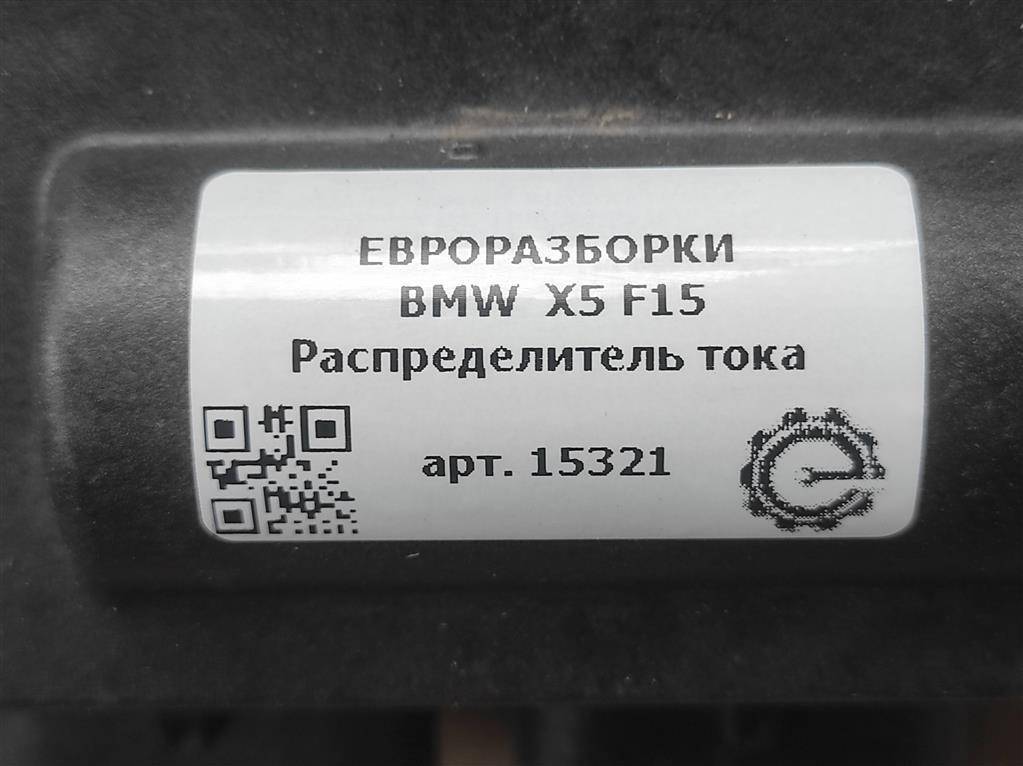 ЕВРОРАЗБОРКИ
BMW X5 F15
Распределитель тока
арт. 15321